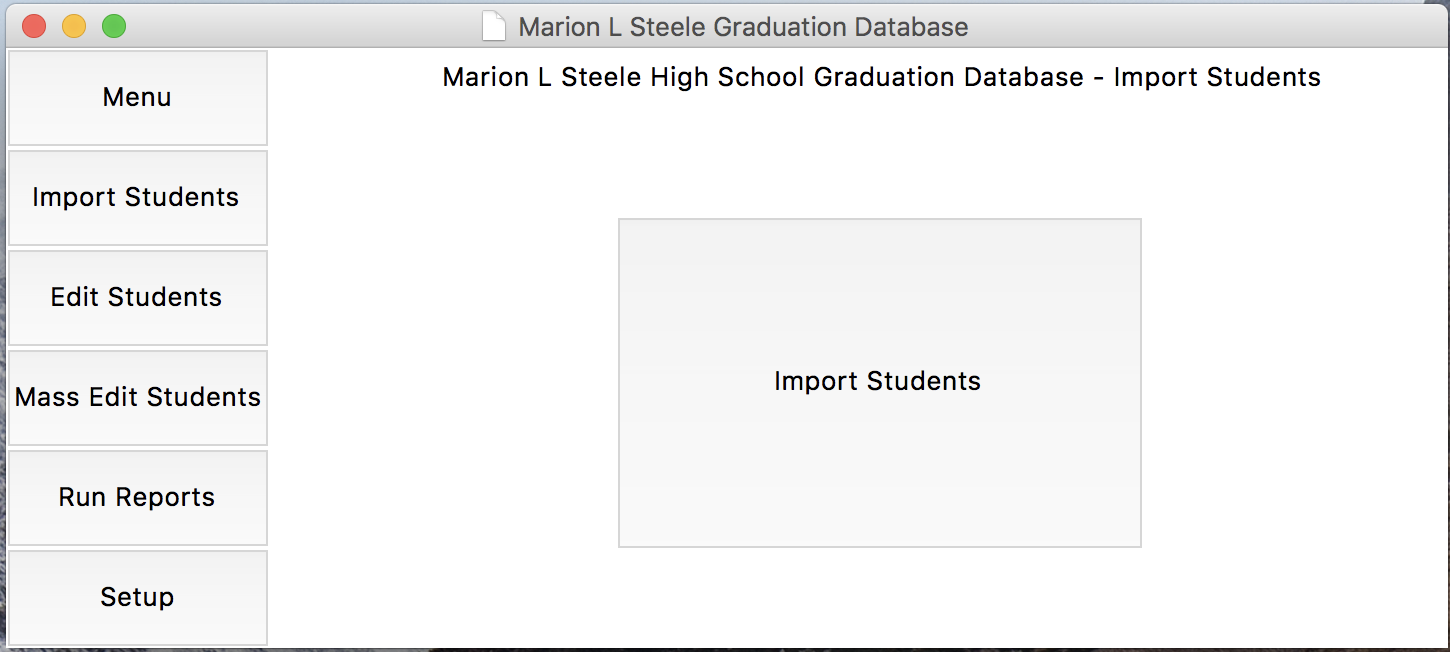 Marion L Steele Graduation Database
Marion L Steele High School Graduation Database - Import Students
Menu
Import Students
Edit Students
Mass Edit Students
Run Reports
Setup
Import Students